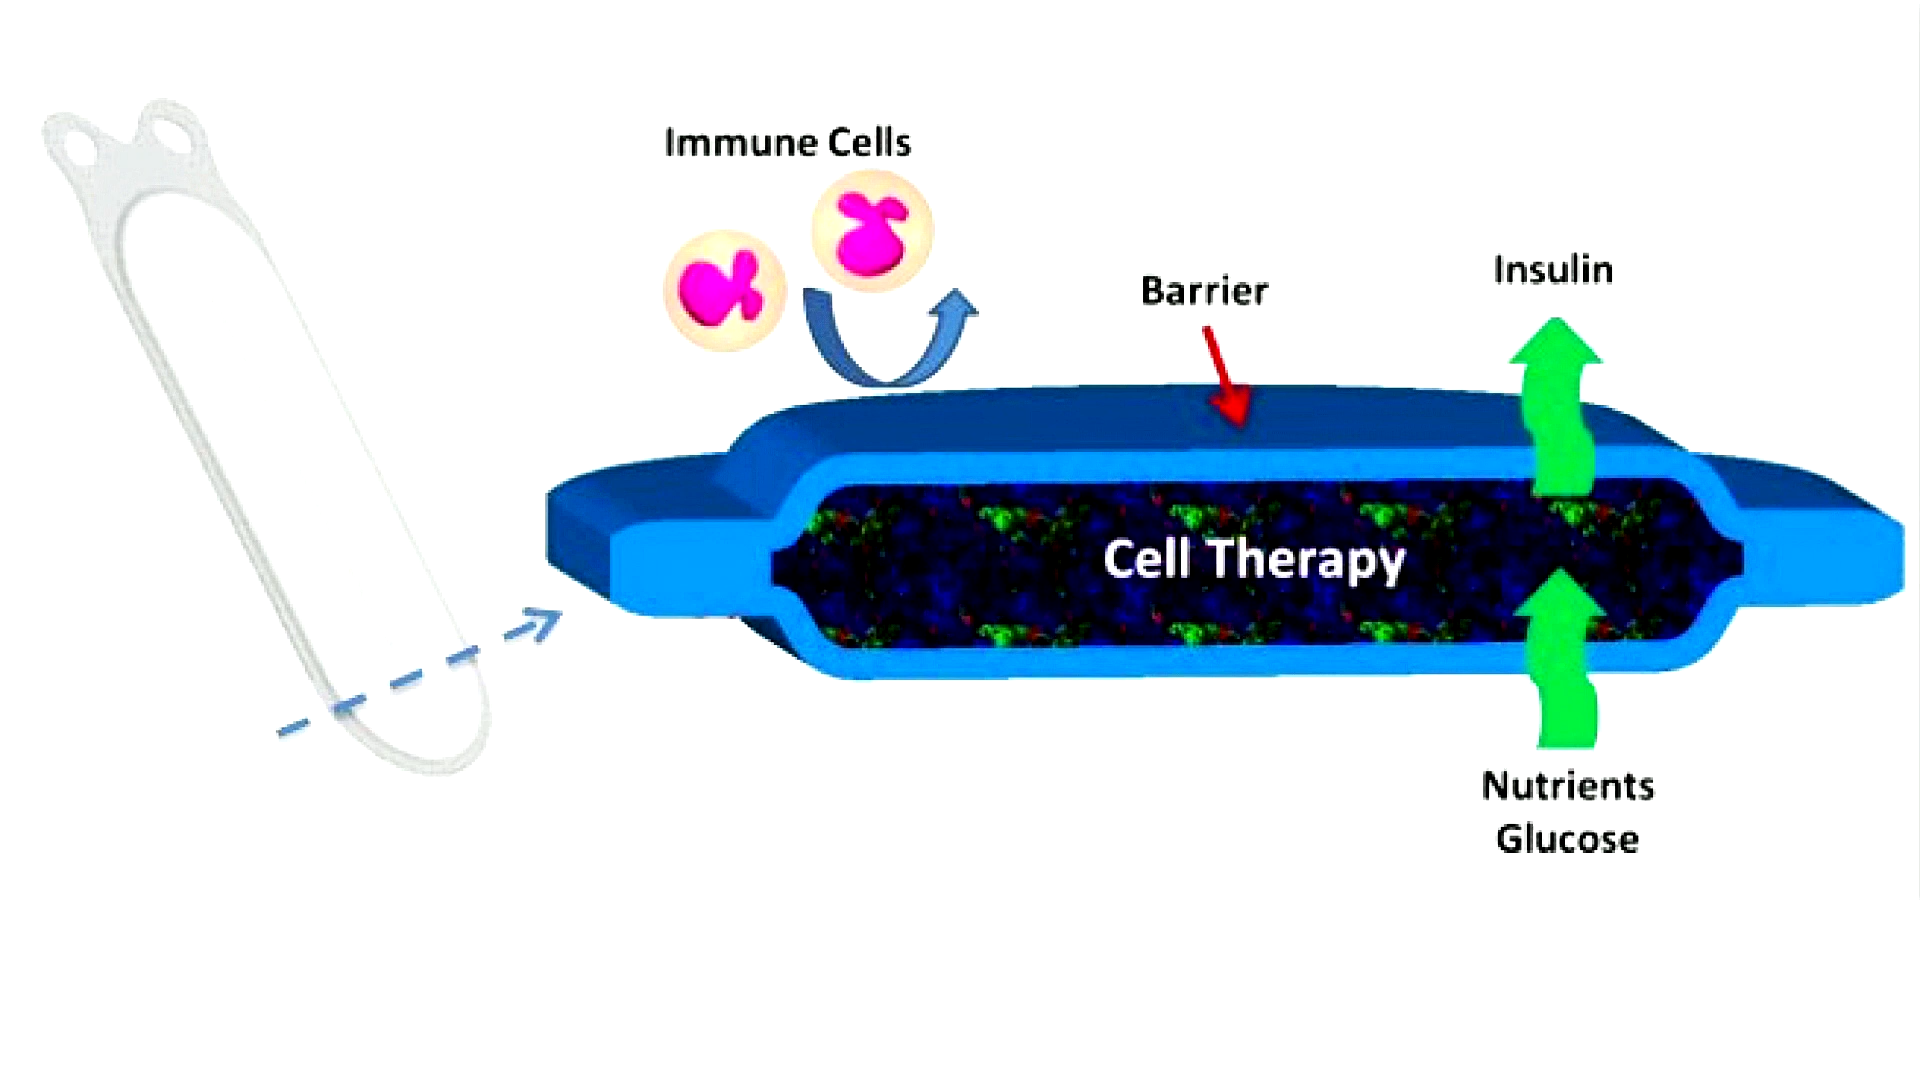 Immune Cells
Barrier
Insulin
Cell Therapy
Nutrients
Glucose